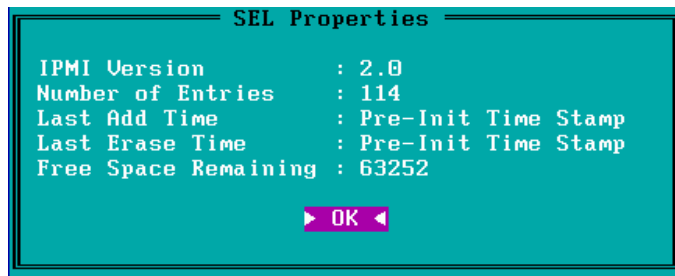 SEL Properties
IPMI Version : 2.0
Number of Entries : 114
Last Add Time : Pre-Init Time Stamp
Last Erase Time : Pre-Init Time Stamp
Free Space Remaining : 63252
OK